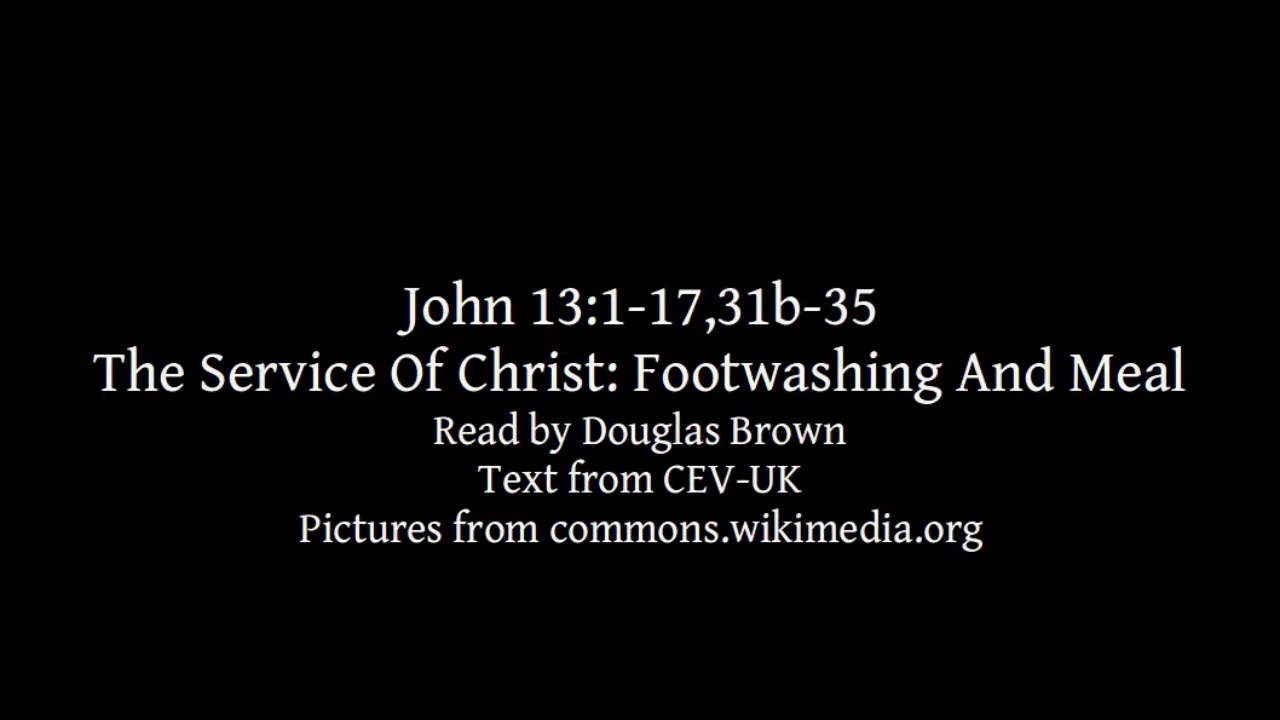 John 13:1-17,31b-35
The Service Of Christ: Footwashing And Meal
Read by Douglas Brown
Text from CEV-UK
Pictures from commons.wikimedia.org